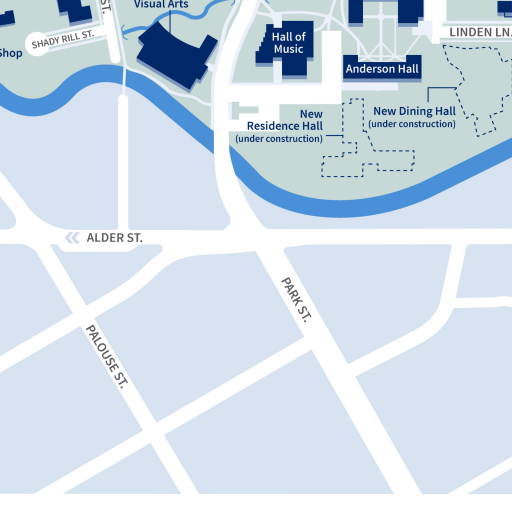 Visual Arts
ST.
SHADY RILL ST.
Shop
Hall of
Music
LINDEN LN.
Anderson Hall
New
Residence Hall
(under construction)
New Dining Hall
(under construction)
ALDER ST.
PARK ST.
PALOUSE ST.